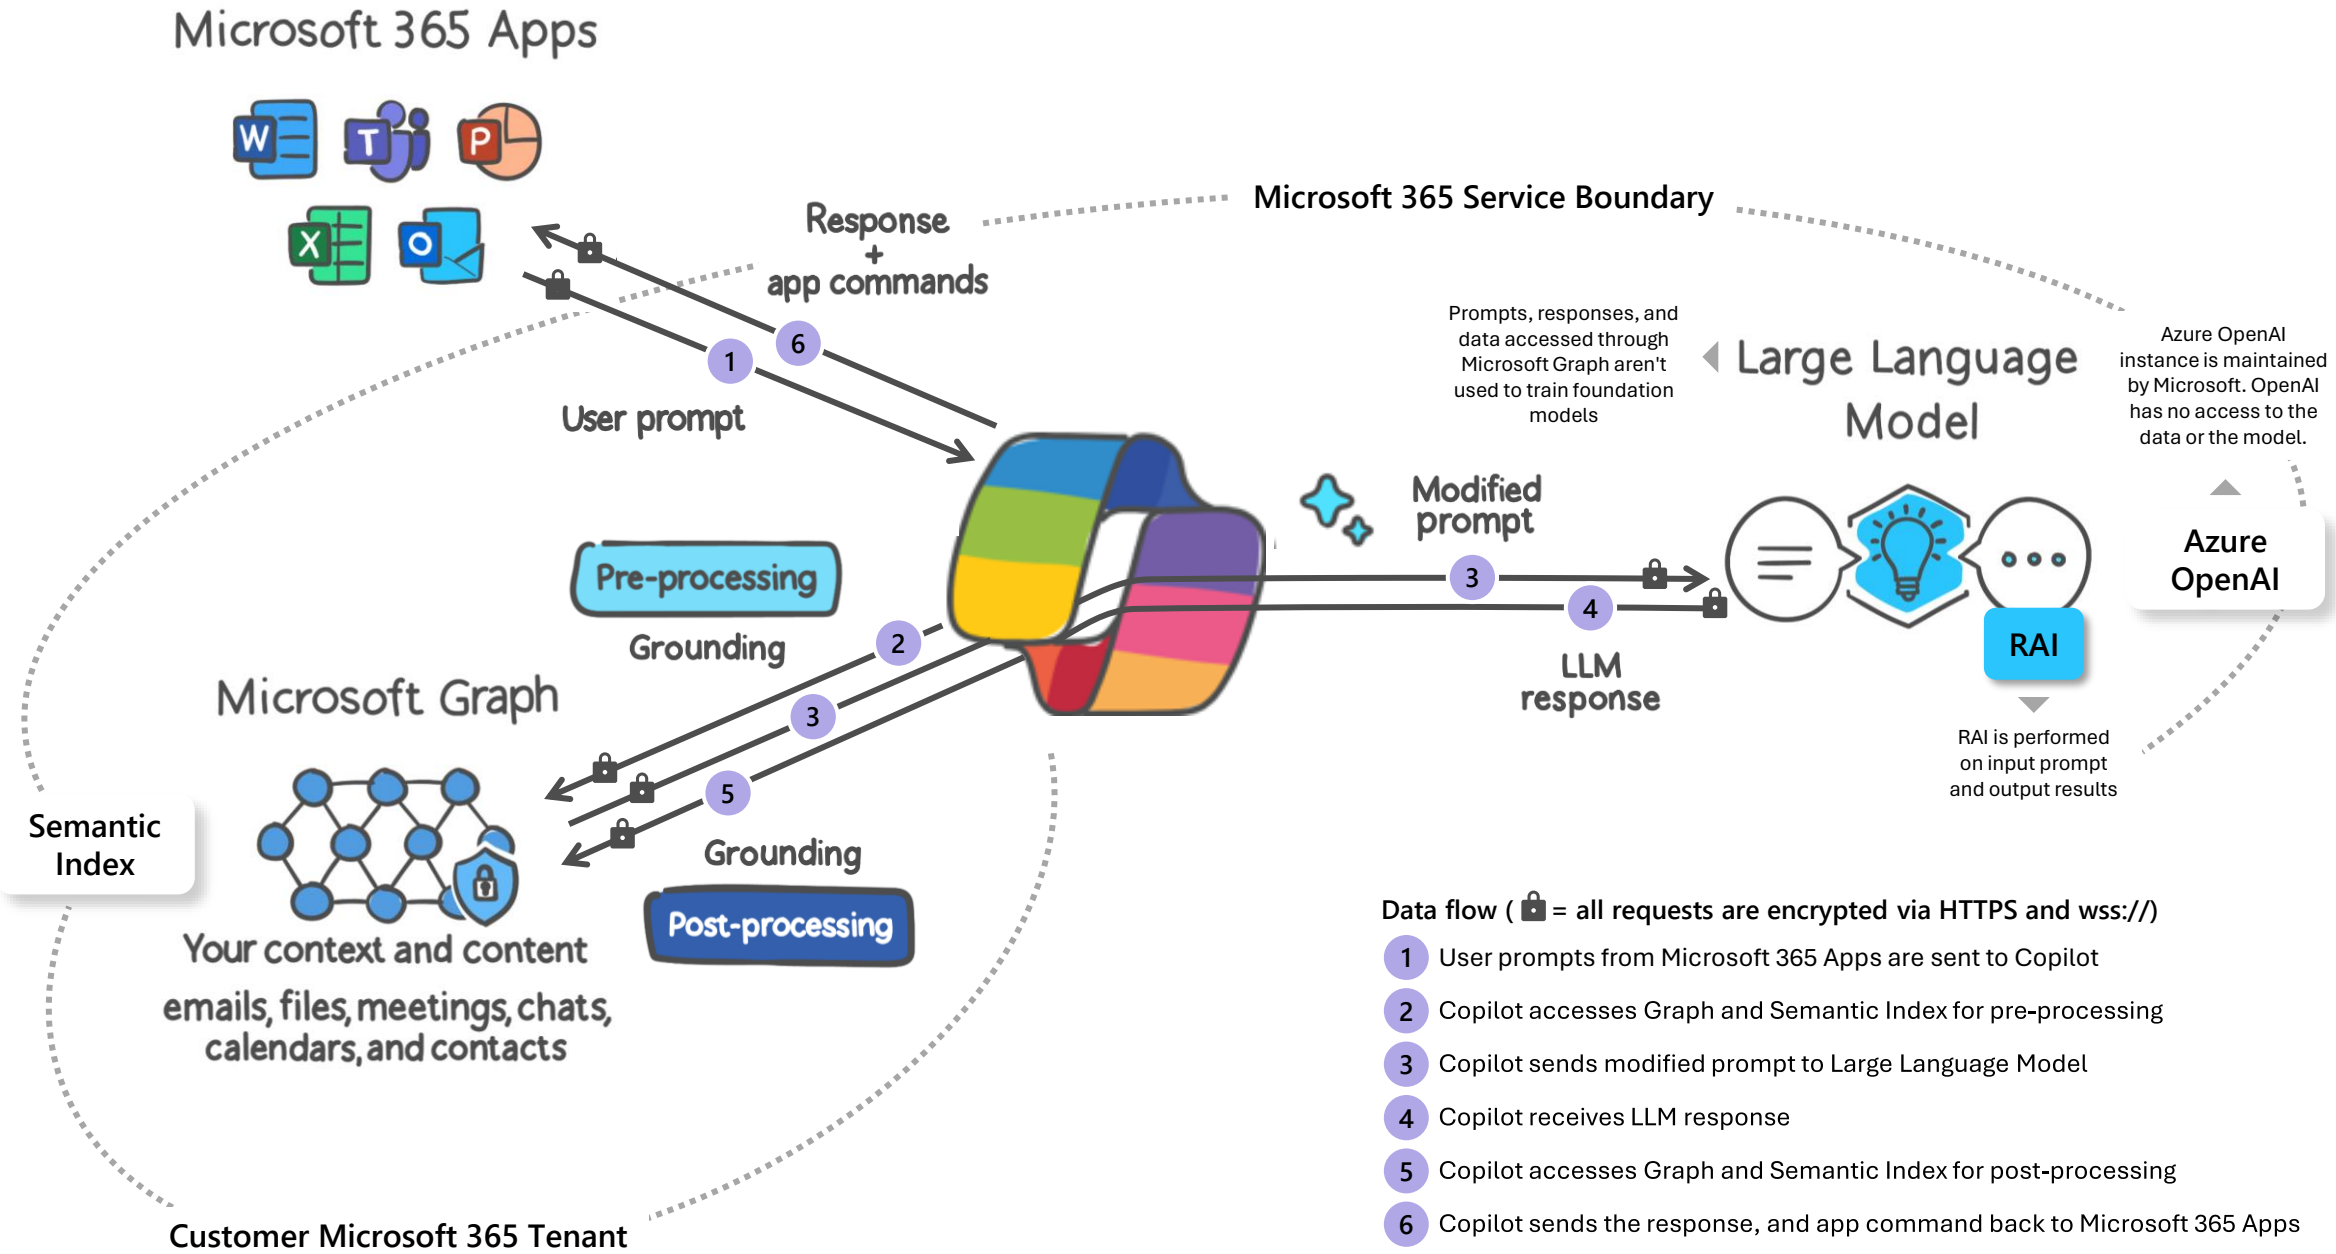 Microsoft 365 Apps
W
T
P
X
O
Response
+
app commands
Microsoft 365 Service Boundary
6
1
User prompt
Prompts, responses, and
data accessed through
Microsoft Graph aren't
used to train foundation
models
Large Language
Model
Azure OpenAI
instance is maintained
by Microsoft. OpenAI
has no access to the
data or the model.
Modified
prompt
3
4
LLM
response
Azure
OpenAI
RAI
RAI is performed
on input prompt
and output results
Pre-processing
Grounding
2
3
5
Microsoft Graph
Semantic
Index
Grounding
Post-processing
Your context and content
emails, files, meetings, chats,
calendars, and contacts
Customer Microsoft 365 Tenant
Data flow ( = all requests are encrypted via HTTPS and wss://)
1 User prompts from Microsoft 365 Apps are sent to Copilot
2 Copilot accesses Graph and Semantic Index for pre-processing
3 Copilot sends modified prompt to Large Language Model
4 Copilot receives LLM response
5 Copilot accesses Graph and Semantic Index for post-processing
6 Copilot sends the response, and app command back to Microsoft 365 Apps